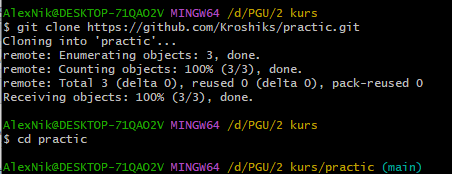 AlexNik@DESKTOP-71QAO2V MINGW64 /d/PGU/2 kurs
$ git clone https://github.com/Kroshiks/practic.git
Cloning into 'practic'...
remote: Enumerating objects: 3, done.
remote: Counting objects: 100% (3/3), done.
remote: Total 3 (delta 0), reused 0 (delta 0), pack-reused 0
Receiving objects: 100% (3/3), done.
AlexNik@DESKTOP-71QAO2V MINGW64 /d/PGU/2 kurs
$ cd practic
AlexNik@DESKTOP-71QAO2V MINGW64 /d/PGU/2 kurs/practic (main)